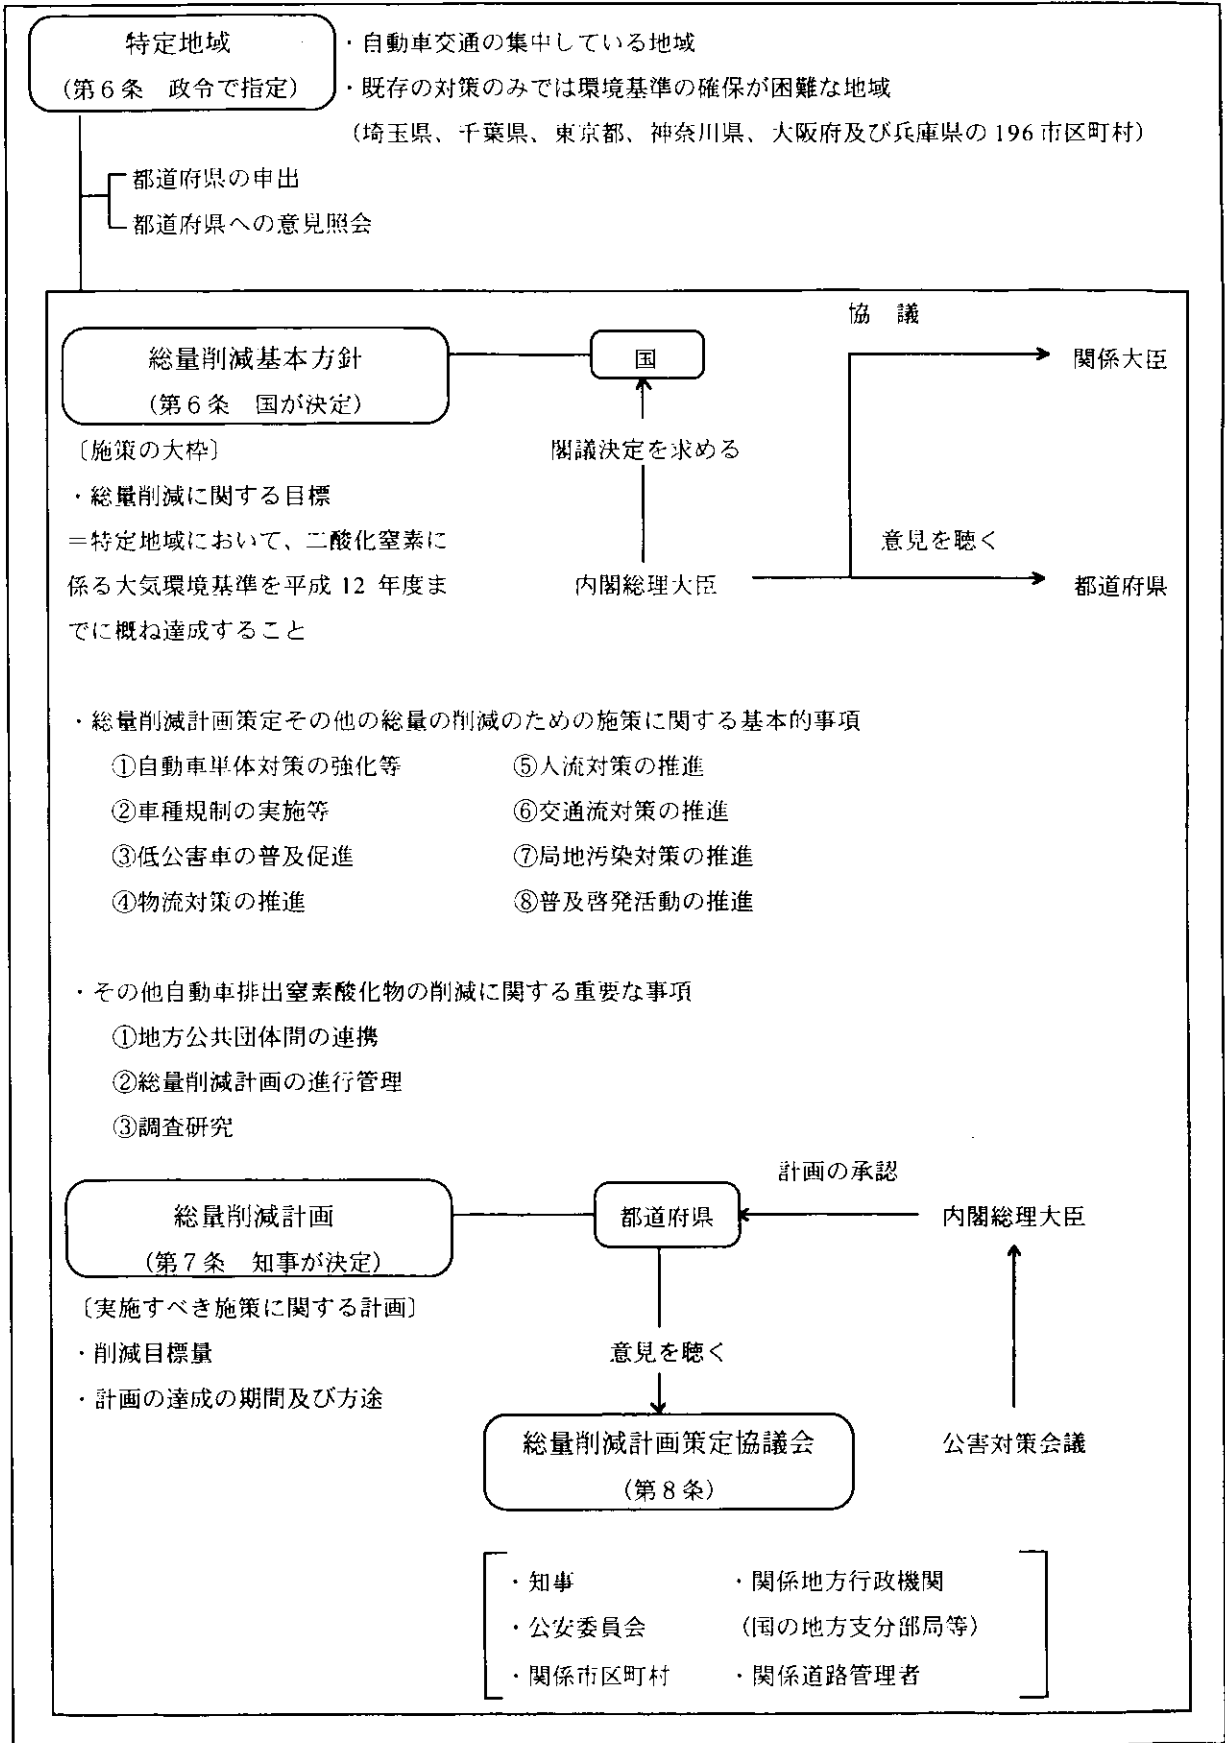 特定地域
(第6条 政令で指定)
・自動車交通の集中している地域
・既存の対策のみでは環境基準の確保が困難な地域
(埼玉県、千葉県、東京都、神奈川県、大阪府及び兵庫県の196市区町村)
都道府県の申出
都道府県への意見照会
協 議
総量削減基本方針
(第6条 国が決定)
国
関係大臣
〔施策の大枠〕
閣議決定を求める
・総量削減に関する目標
＝特定地域において、二酸化窒素に
係る大気環境基準を平成 12 年度ま
でに概ね達成すること
意見を聴く
内閣総理大臣
都道府県
・総量削減計画策定その他の総量の削減のための施策に関する基本的事項
①自動車単体対策の強化等
②車種規制の実施等
③低公害車の普及促進
④物流対策の推進
⑤人流対策の推進
⑥交通流対策の推進
⑦局地汚染対策の推進
⑧普及啓発活動の推進
・その他自動車排出窒素酸化物の削減に関する重要な事項
①地方公共団体間の連携
②総量削減計画の進行管理
③調査研究
計画の承認
総量削減計画
(第7条 知事が決定)
都道府県
内閣総理大臣
〔実施すべき施策に関する計画〕
・削減目標量
・計画の達成の期間及び方途
意見を聴く
総量削減計画策定協議会
(第8条)
公害対策会議
・知事
・公安委員会
・関係市区町村
・関係地方行政機関
(国の地方支分部局等)
・関係道路管理者